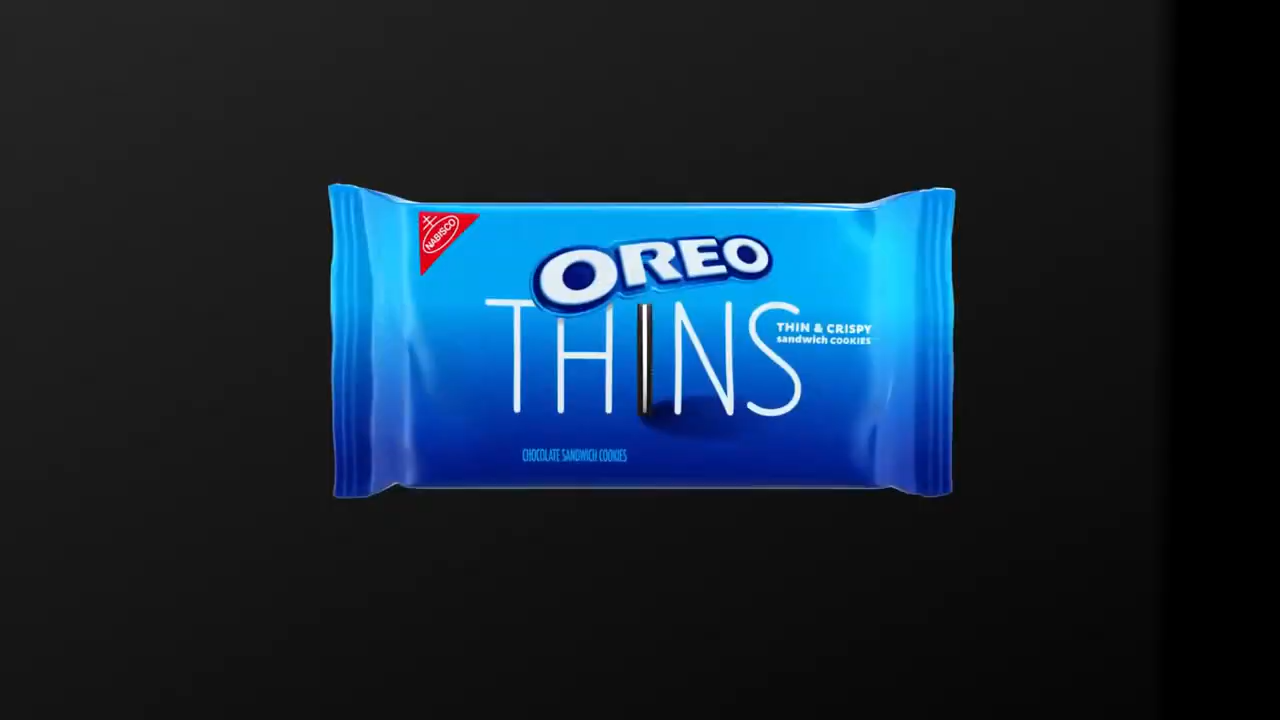 NABISCO
OREO
THINS
THIN & CRISPY
sandwich COOKIES
CHOCOLATE SANDWICH COOKIES